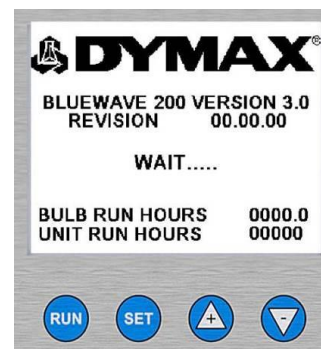 DYMAX®
BLUEWAVE 200 VERSION 3.0
REVISION 00.00.00
WAIT.....
BULB RUN HOURS 0000.0
UNIT RUN HOURS 00000
RUN SET + -